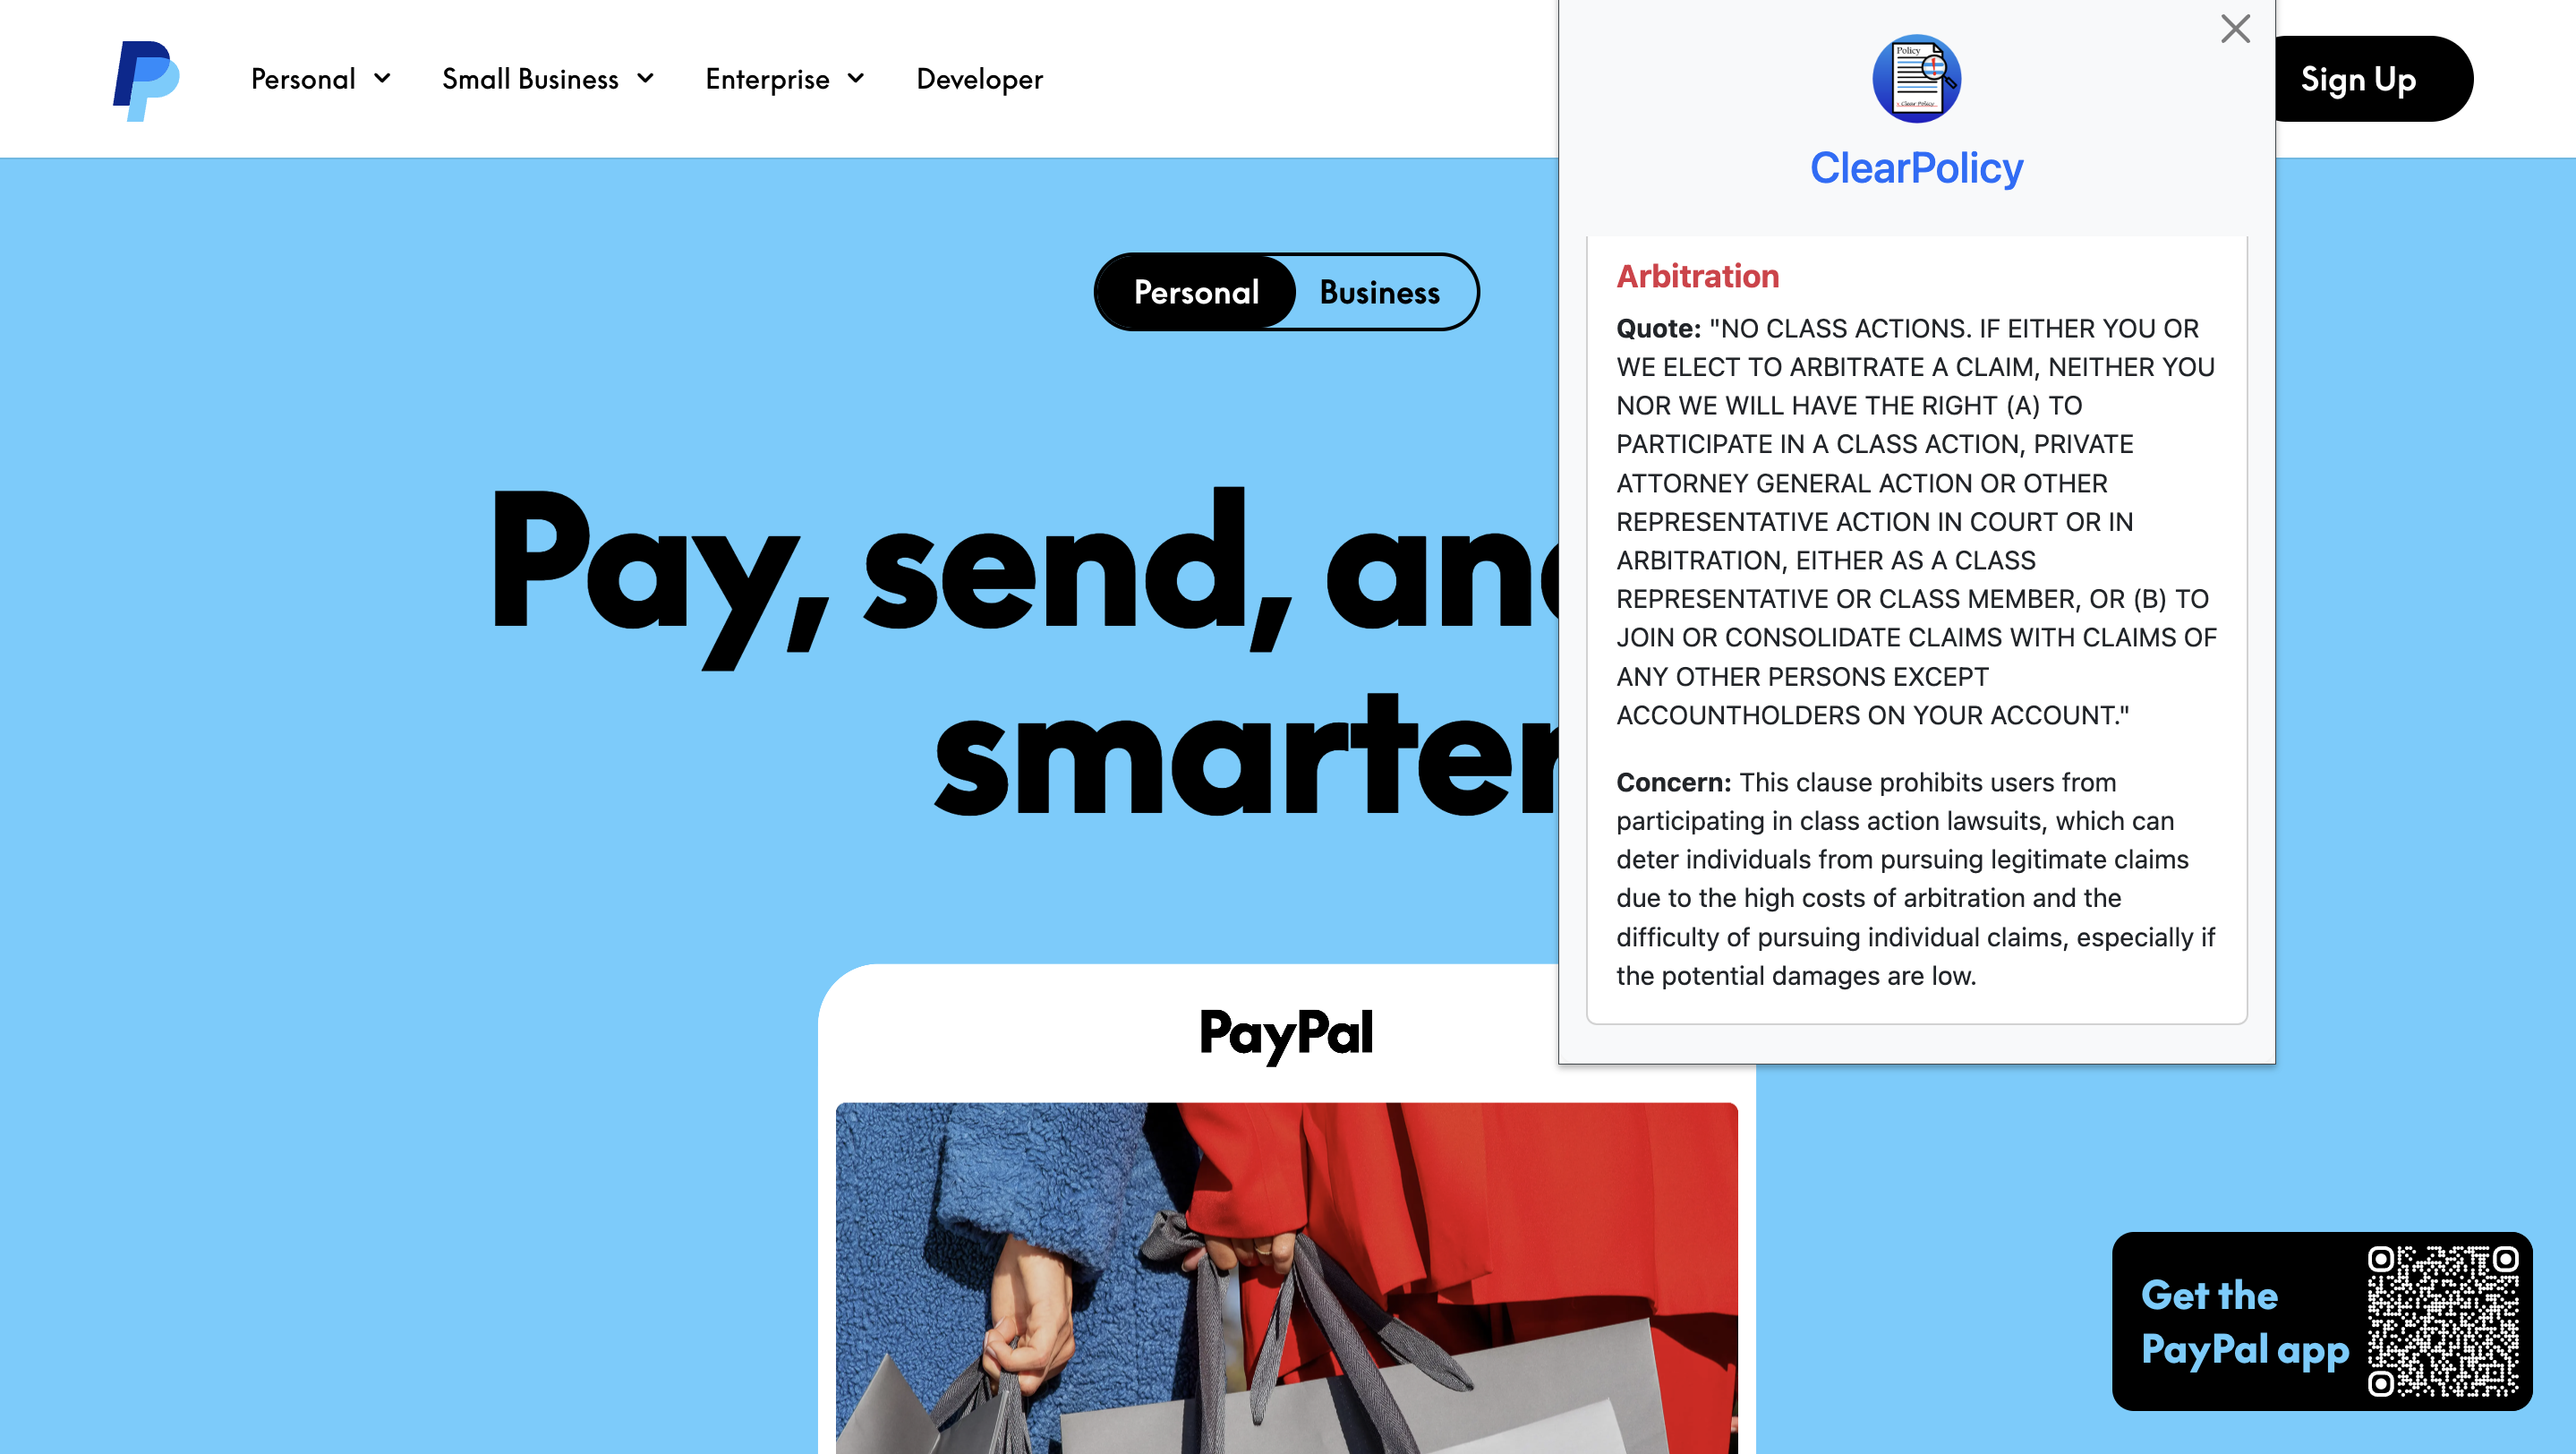 Personal
Small Business
Enterprise
Developer
Sign Up
Personal
Business
Pay, send, and
smarter
PayPal
Policy
Clear Policy
ClearPolicy
Arbitration
Quote: "NO CLASS ACTIONS. IF EITHER YOU OR
WE ELECT TO ARBITRATE A CLAIM, NEITHER YOU
NOR WE WILL HAVE THE RIGHT (A) TO
PARTICIPATE IN A CLASS ACTION, PRIVATE
ATTORNEY GENERAL ACTION OR OTHER
REPRESENTATIVE ACTION IN COURT OR IN
ARBITRATION, EITHER AS A CLASS
REPRESENTATIVE OR CLASS MEMBER, OR (B) TO
JOIN OR CONSOLIDATE CLAIMS WITH CLAIMS OF
ANY OTHER PERSONS EXCEPT
ACCOUNTHOLDERS ON YOUR ACCOUNT."
Concern: This clause prohibits users from
participating in class action lawsuits, which can
deter individuals from pursuing legitimate claims
due to the high costs of arbitration and the
difficulty of pursuing individual claims, especially if
the potential damages are low.
Get the
PayPal app